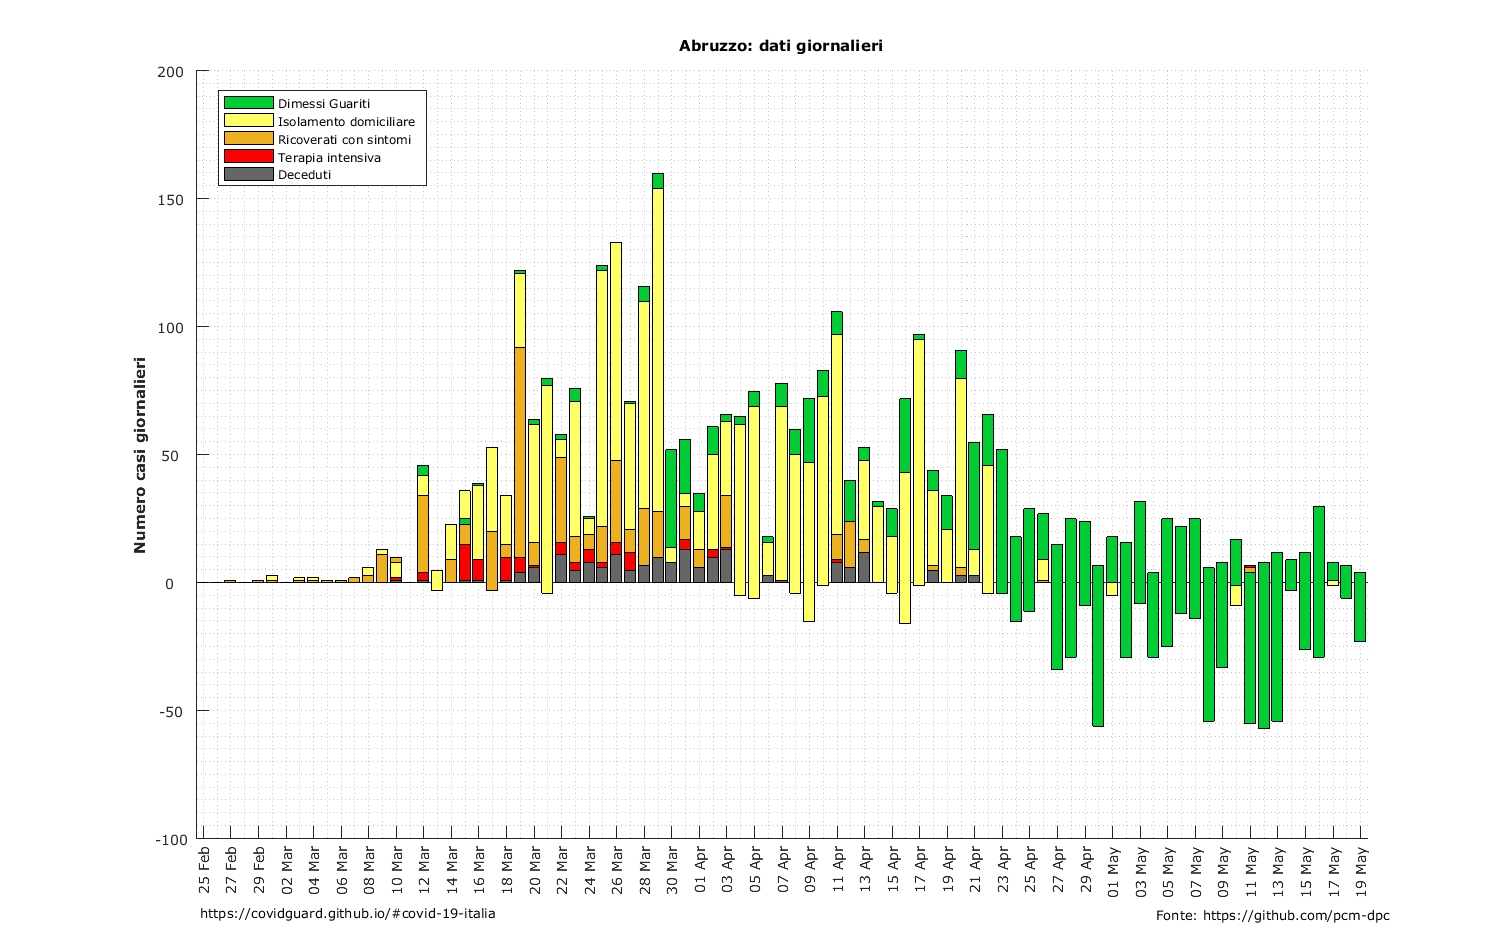 Abruzzo: dati giornalieri
200
150
100
50
0
-50
-100
Numero casi giornalieri
Dimessi Guariti
Isolamento domiciliare
Ricoverati con sintomi
Terapia intensiva
Deceduti
25 Feb
27 Feb
29 Feb
02 Mar
04 Mar
06 Mar
08 Mar
10 Mar
12 Mar
14 Mar
16 Mar
18 Mar
20 Mar
22 Mar
24 Mar
26 Mar
28 Mar
30 Mar
01 Apr
03 Apr
05 Apr
07 Apr
09 Apr
11 Apr
13 Apr
15 Apr
17 Apr
19 Apr
21 Apr
23 Apr
25 Apr
27 Apr
29 Apr
01 May
03 May
05 May
07 May
09 May
11 May
13 May
15 May
17 May
19 May
https://covidguard.github.io/#covid-19-italia
Fonte: https://github.com/pcm-dpc